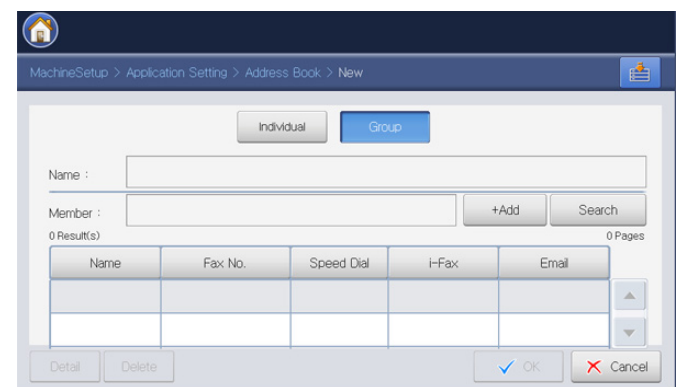 MachineSetup > Application Setting > Address Book > New
Individual Group
Name :
Member : +Add Search
0 Result(s) 0 Pages
Name Fax No. Speed Dial i-Fax Email
Detail Delete OK Cancel